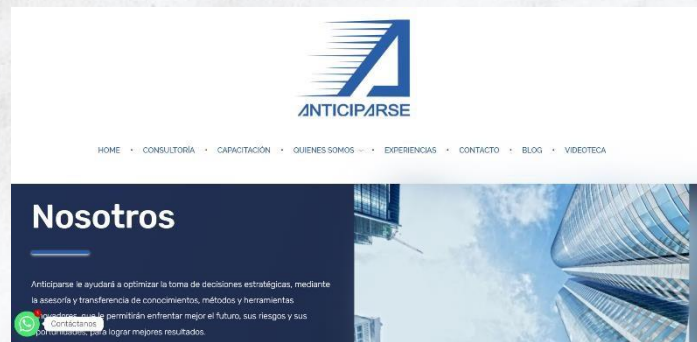 ANTICIPARSE
HOME • CONSULTORÍA • CAPACITACIÓN • QUIENES SOMOS • EXPERIENCIAS • CONTACTO • BLOG • VIDEOTECA
Nosotros
Anticiparse le ayudará a optimizar la toma de decisiones estratégicas, mediante
la asesoría y transferencia de conocimientos, métodos y herramientas
que le permitirán enfrentar mejor el futuro, sus riesgos y sus
Contáctanos
para lograr mejores resultados.